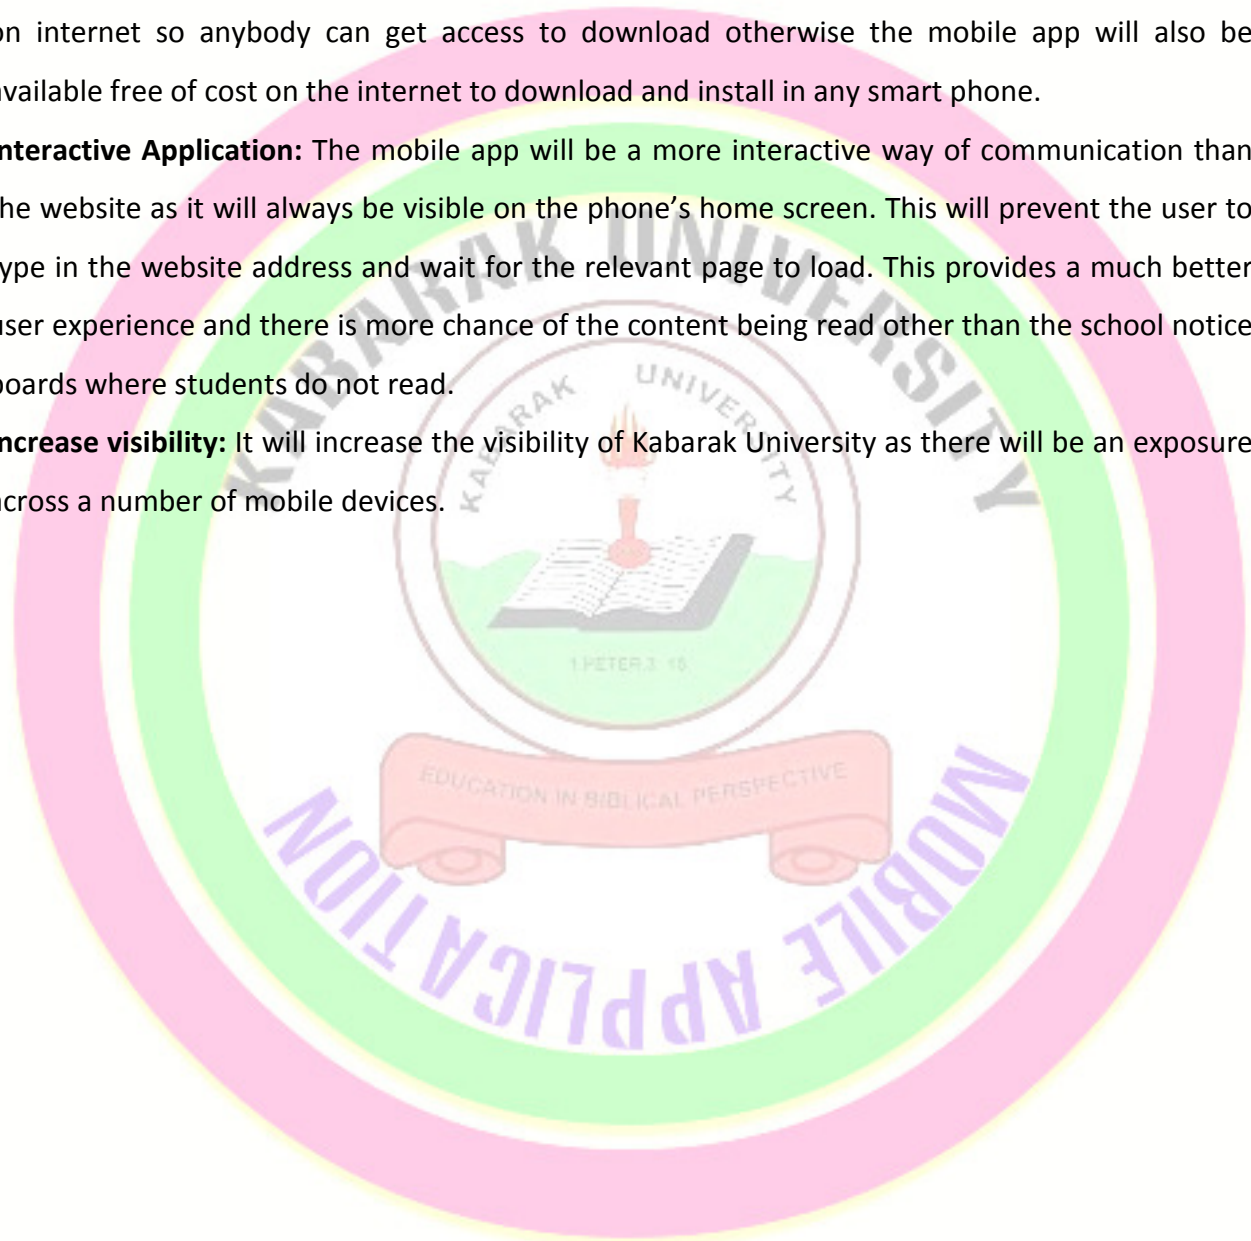 on internet so anybody can get access to download otherwise the mobile app will also be
available free of cost on the internet to download and install in any smart phone.
Interactive Application: The mobile app will be a more interactive way of communication than
the website as it will always be visible on the phone’s home screen. This will prevent the user to
type in the website address and wait for the relevant page to load. This provides a much better
user experience and there is more chance of the content being read other than the school notice
boards where students do not read.
Increase visibility: It will increase the visibility of Kabarak University as there will be an exposure
across a number of mobile devices.
KABARAK UNIVERSITY
KABARAK UNIVERSITY
1 PETER 3:15
EDUCATION IN BIBLICAL PERSPECTIVE
MOBILE APPLICATION